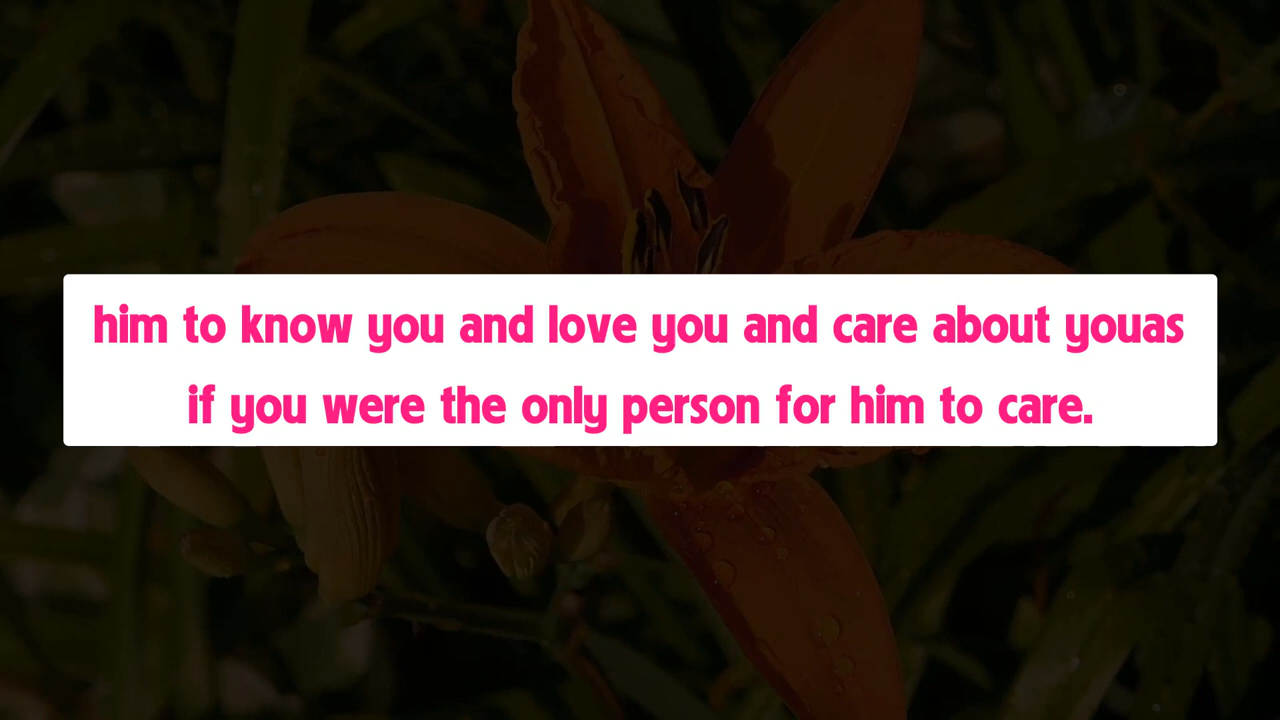 him to know you and love you and care about youas
if you were the only person for him to care.